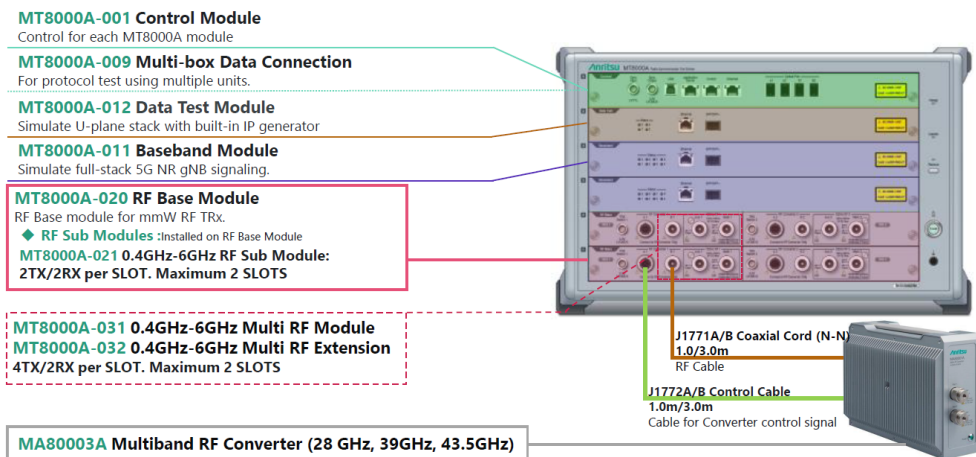 MT8000A-001 Control Module
Control for each MT8000A module
MT8000A-009 Multi-box Data Connection
For protocol test using multiple units.
MT8000A-012 Data Test Module
Simulate U-plane stack with built-in IP generator
MT8000A-011 Baseband Module
Simulate full-stack 5G NR gNB signaling.
MT8000A-020 RF Base Module
RF Base module for mmW RF TRx.
◆ RF Sub Modules :Installed on RF Base Module
MT8000A-021 0.4GHz-6GHz RF Sub Module:
2TX/2RX per SLOT. Maximum 2 SLOTS
MT8000A-031 0.4GHz-6GHz Multi RF Module
MT8000A-032 0.4GHz-6GHz Multi RF Extension
4TX/2RX per SLOT. Maximum 2 SLOTS
Anritsu MT8000A
J1771A/B Coaxial Cord (N-N)
1.0/3.0m
RF Cable
J1772A/B Control Cable
1.0m/3.0m
Cable for Converter control signal
Anritsu
MA80003A Multiband RF Converter (28 GHz, 39GHz, 43.5GHz)